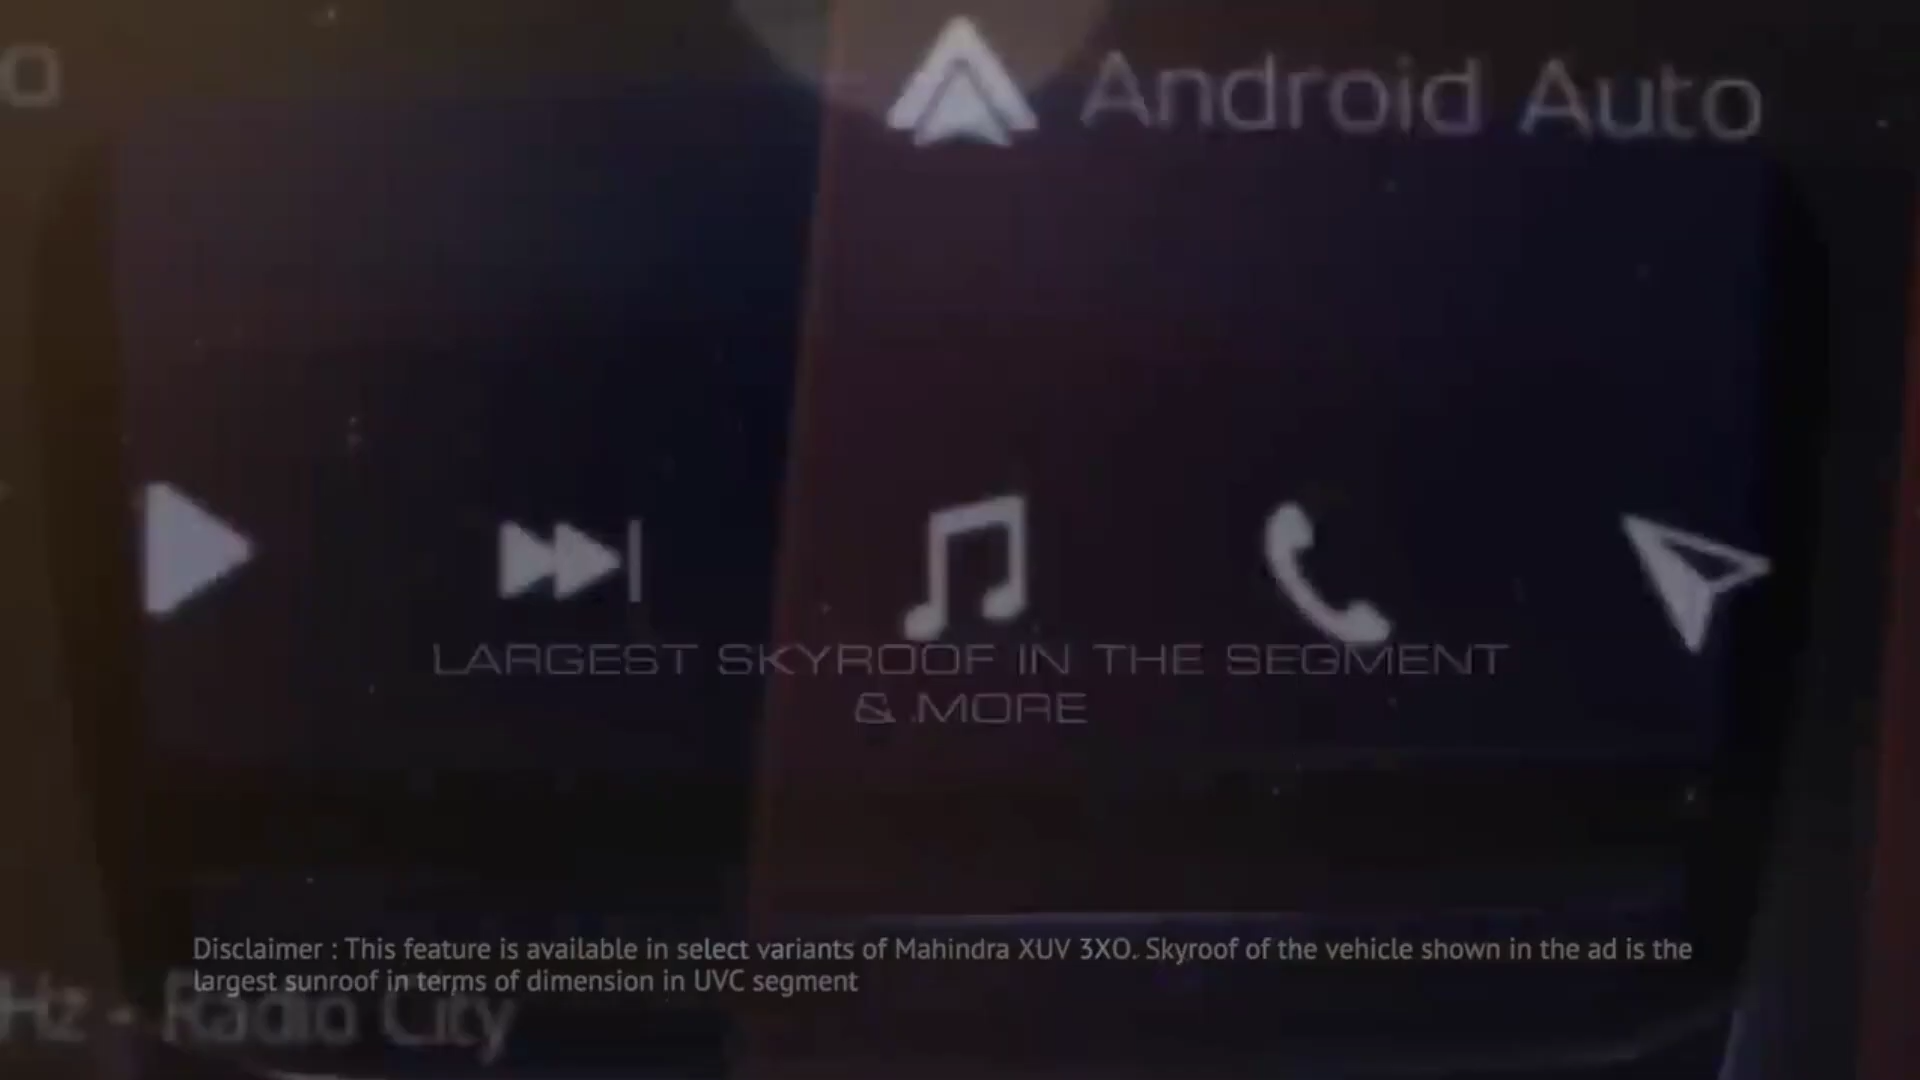 o
Android Auto
LARGEST SKYROOF IN THE SEGMENT
& MORE
Disclaimer : This feature is available in select variants of Mahindra XUV 3XO. Skyroof of the vehicle shown in the ad is the
largest sunroof in terms of dimension in UVC segment
Hz - Radio City